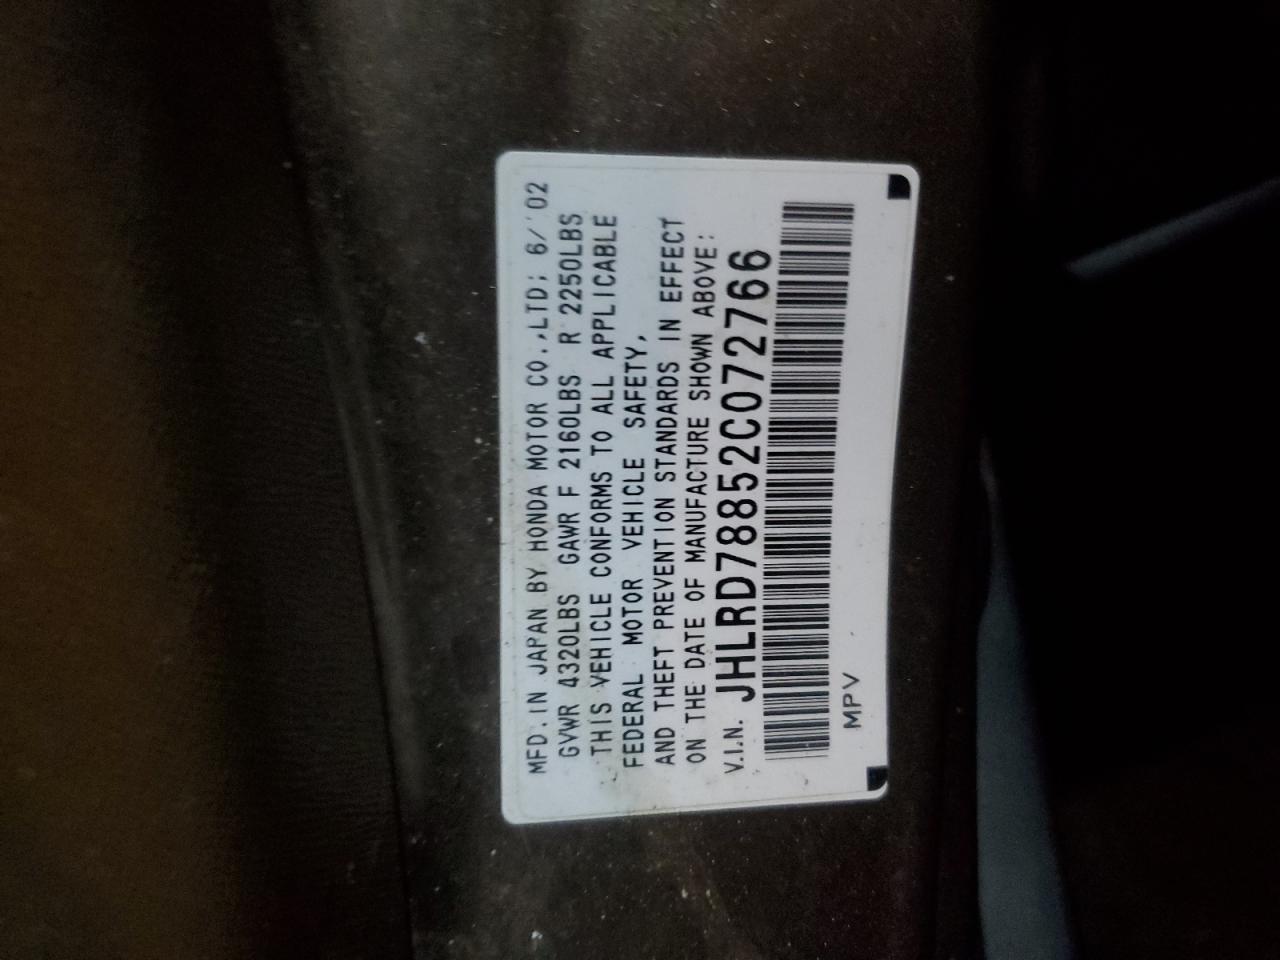 MFD. IN JAPAN BY HONDA MOTOR CO.,LTD; 6/'02
GVWR 4320LBS GAWR F 2160LBS R 2250LBS
THIS VEHICLE CONFORMS TO ALL APPLICABLE
FEDERAL MOTOR VEHICLE SAFETY,
AND THEFT PREVENTION STANDARDS IN EFFECT
ON THE DATE OF MANUFACTURE SHOWN ABOVE:
V.I.N. JHLRD78852C072766
MPV